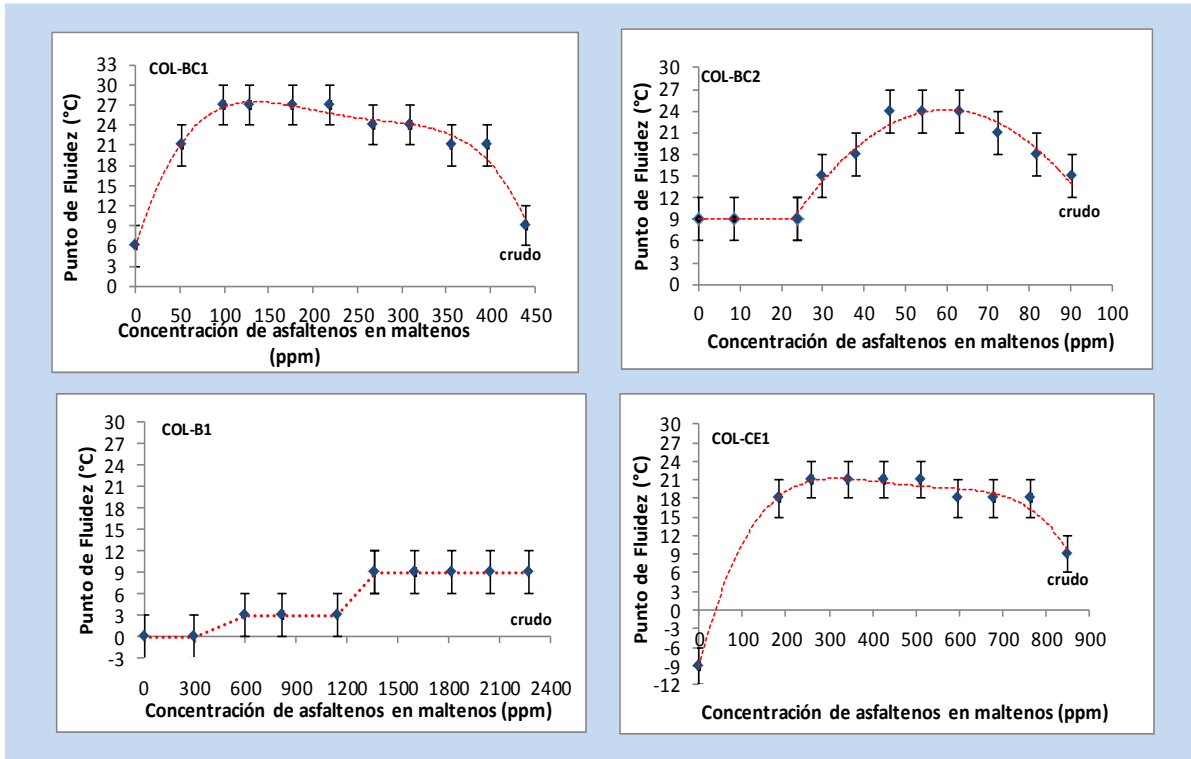 COL-BC1
Punto de Fluidez (°C)
33
30
27
24
21
18
15
12
9
6
3
0
0 50 100 150 200 250 300 350 400 450
crudo
Concentración de asfaltenos en maltenos
(ppm)
COL-BC2
Punto de Fluidez (°C)
30
27
24
21
18
15
12
9
6
3
0
0 10 20 30 40 50 60 70 80 90 100
crudo
Concentración de asfaltenos en maltenos (ppm)
COL-B1
Punto de Fluidez (°C)
30
27
24
21
18
15
12
9
6
3
0
-3
0 300 600 900 1200 1500 1800 2100 2400
crudo
Concentración de asfaltenos en maltenos (ppm)
COL-CE1
Punto de Fluidez (°C)
30
27
24
21
18
15
12
9
6
3
0
-3
-6
-9
-12
0 100 200 300 400 500 600 700 800 900
crudo
Concentración de asfaltenos en maltenos (ppm)